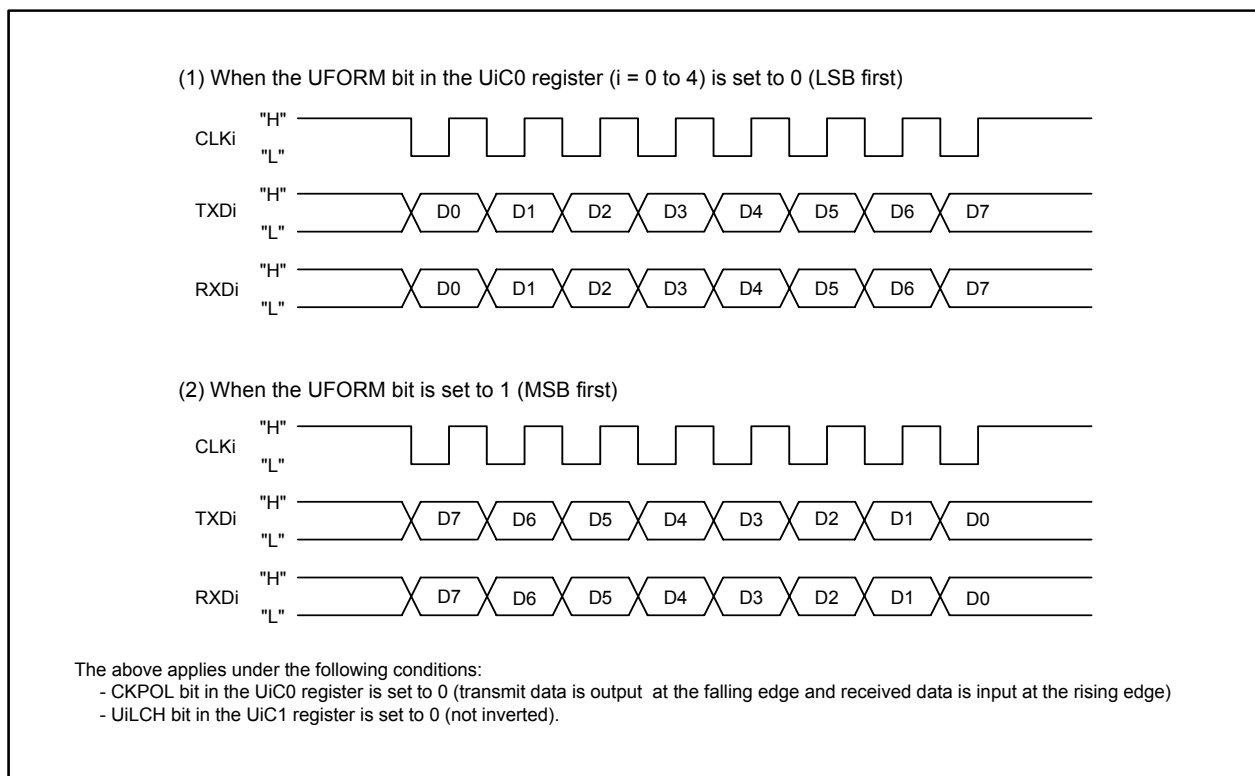 (1) When the UFORM bit in the UiC0 register (i = 0 to 4) is set to 0 (LSB first)
"H"
CLKi
"L"
"H"
TXDi D0 D1 D2 D3 D4 D5 D6 D7
"L"
"H"
RXDi D0 D1 D2 D3 D4 D5 D6 D7
"L"
(2) When the UFORM bit is set to 1 (MSB first)
"H"
CLKi
"L"
"H"
TXDi D7 D6 D5 D4 D3 D2 D1 D0
"L"
"H"
RXDi D7 D6 D5 D4 D3 D2 D1 D0
"L"
The above applies under the following conditions:
- CKPOL bit in the UiC0 register is set to 0 (transmit data is output at the falling edge and received data is input at the rising edge)
- UiLCH bit in the UiC1 register is set to 0 (not inverted).